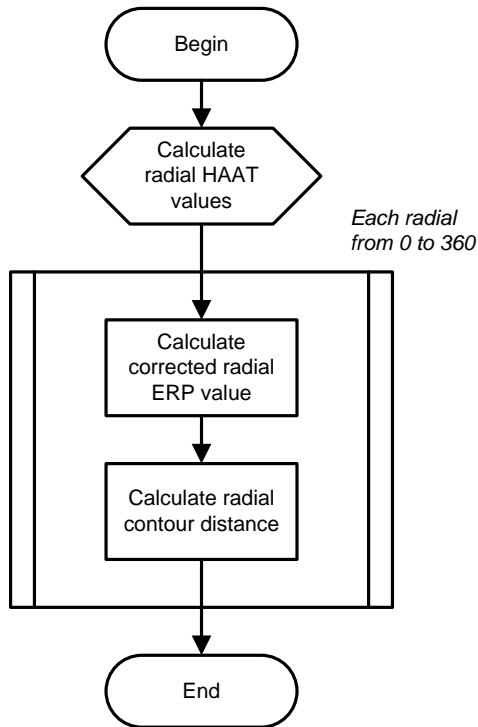 Begin
Calculate
radial HAAT
values
Each radial
from 0 to 360
Calculate
corrected radial
ERP value
Calculate radial
contour distance
End